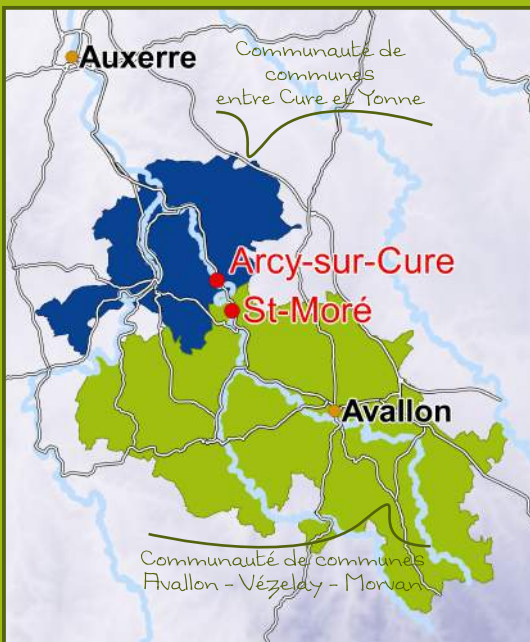 Auxerre
Communauté de
communes
entre Cure et Yonne
Arcy-sur-Cure
St-Moré
Avallon
Communauté de communes
Avallon - Vézelay - Morvan